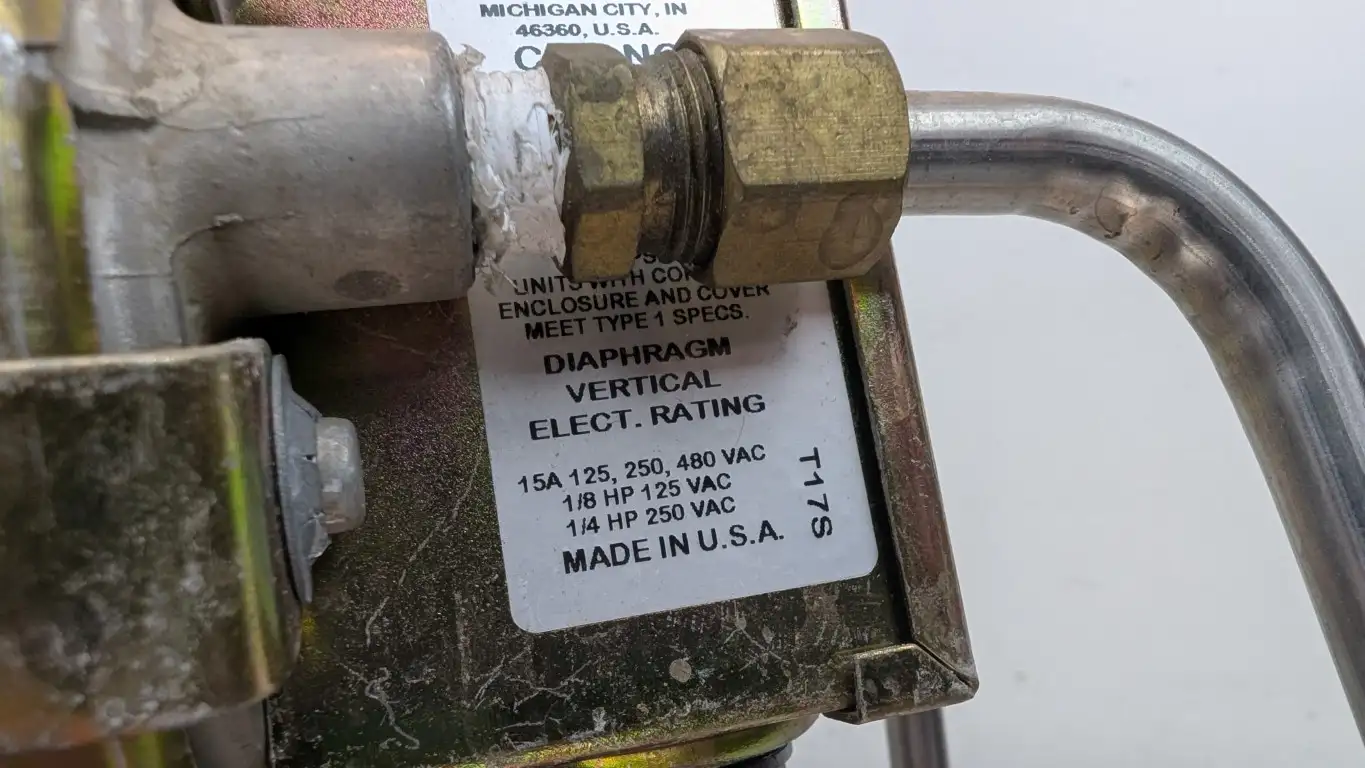 MICHIGAN CITY, IN
46360, U.S.A.
UNITS WITH
ENCLOSURE AND COVER
MEET TYPE 1 SPECS.
DIAPHRAGM
VERTICAL
ELECT. RATING
15A 125, 250, 480 VAC
1/8 HP 125 VAC
1/4 HP 250 VAC
MADE IN U.S.A.
T17S